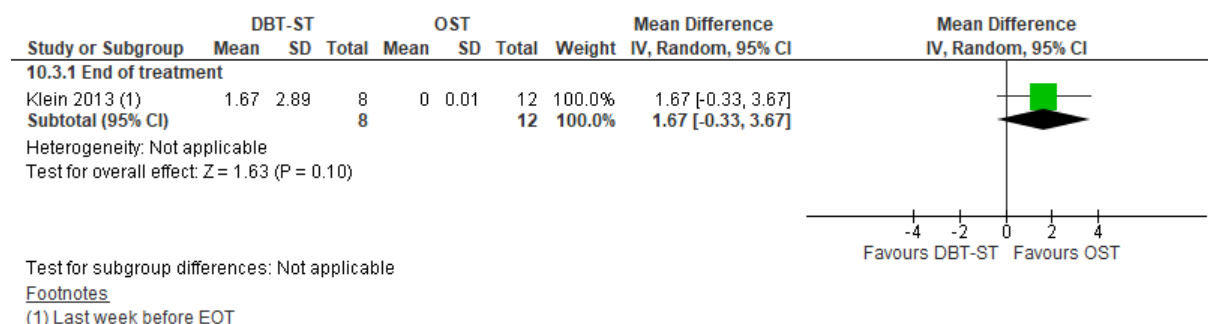 DBT-ST OST Mean Difference Mean Difference
Study or Subgroup Mean SD Total Mean SD Total Weight IV, Random, 95% CI IV, Random, 95% CI
10.3.1 End of treatment
Klein 2013 (1) 1.67 2.89 8 0 0.01 12 100.0% 1.67 [-0.33, 3.67]
Subtotal (95% CI) 8 12 100.0% 1.67 [-0.33, 3.67]
Heterogeneity: Not applicable
Test for overall effect: Z = 1.63 (P = 0.10)
-4 -2 0 2 4
Favours DBT-ST Favours OST
Test for subgroup differences: Not applicable
Footnotes
(1) Last week before EOT